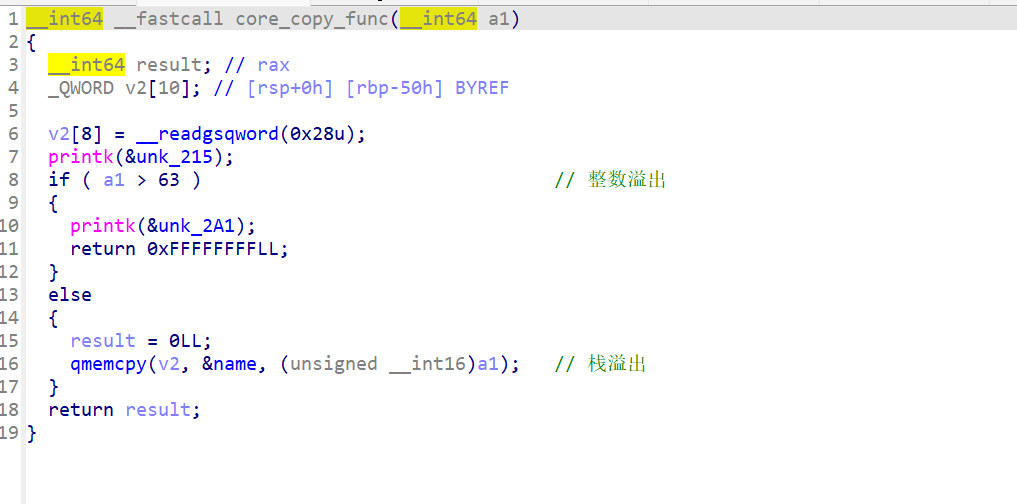 1 __int64 __fastcall core_copy_func(__int64 a1)
2 {
3   __int64 result; // rax
4   _QWORD v2[10]; // [rsp+0h] [rbp-50h] BYREF
5
6   v2[8] = __readgsqword(0x28u);
7   printk(&unk_215);
8   if ( a1 > 63 )                                // 整数溢出
9   {
10     printk(&unk_2A1);
11     return 0xFFFFFFFFLL;
12   }
13   else
14   {
15     result = 0LL;
16     qmemcpy(v2, &name, (unsigned __int16)a1);   // 栈溢出
17   }
18   return result;
19 }